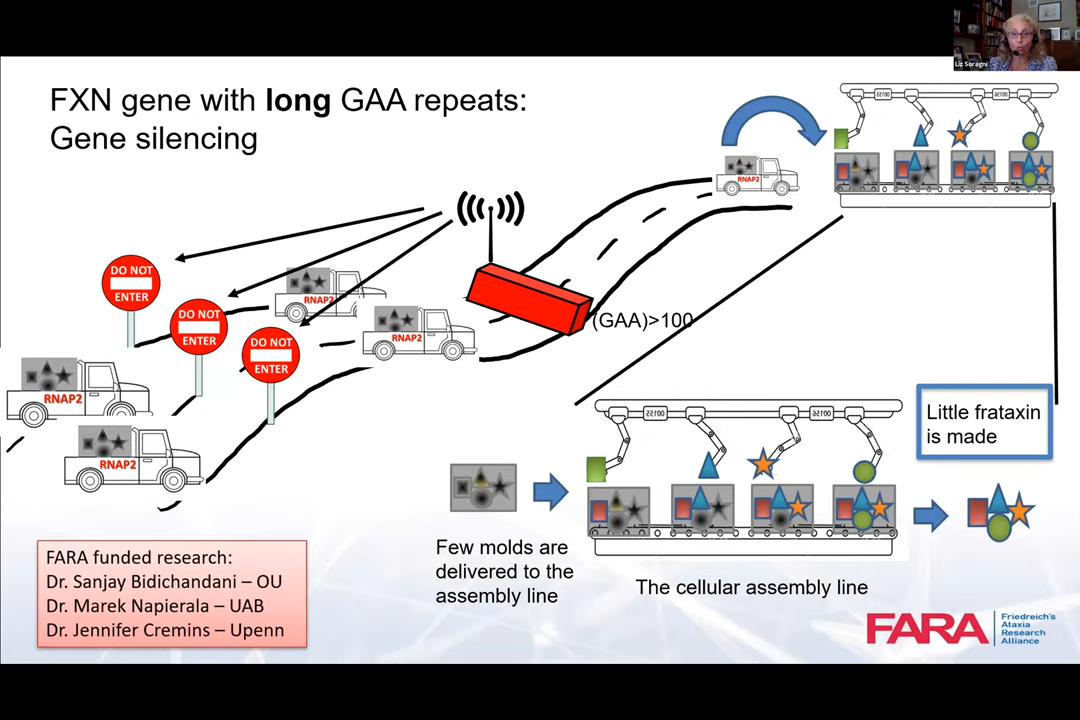 Liz Soragni
FXN gene with long GAA repeats:
Gene silencing
DO NOT
ENTER
DO NOT
ENTER
DO NOT
ENTER
RNAP2
RNAP2
RNAP2
RNAP2
RNAP2
(GAA)>100
Little frataxin
is made
Few molds are
delivered to the
assembly line
The cellular assembly line
FARA funded research:
Dr. Sanjay Bidichandani – OU
Dr. Marek Napierala – UAB
Dr. Jennifer Cremins – Upenn
FARA
Friedreich's
Ataxia
Research
Alliance